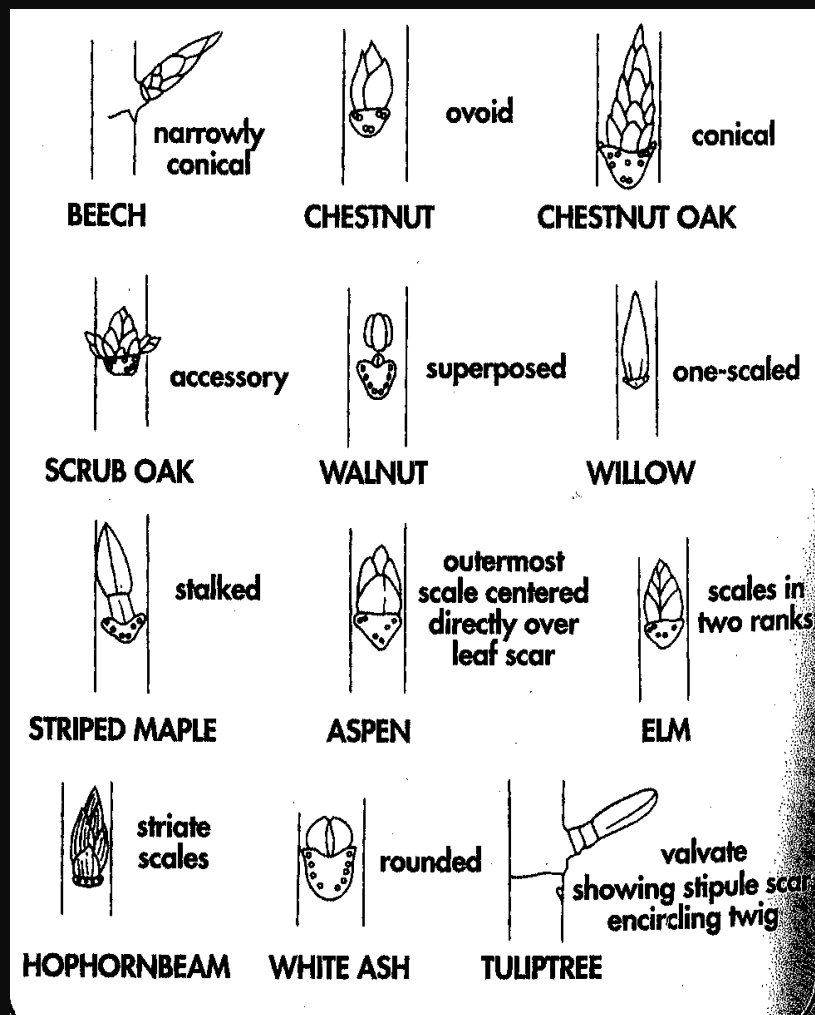 narrowly
conical
BEECH
ovoid
CHESTNUT
conical
CHESTNUT OAK
accessory
SCRUB OAK
superposed
WALNUT
one-scaled
WILLOW
stalked
STRIPED MAPLE
outermost
scale centered
directly over
leaf scar
ASPEN
scales in
two ranks
ELM
striate
scales
HOPHORNBEAM
rounded
WHITE ASH
valvate
showing stipule scar
encircling twig
TULIPTREE